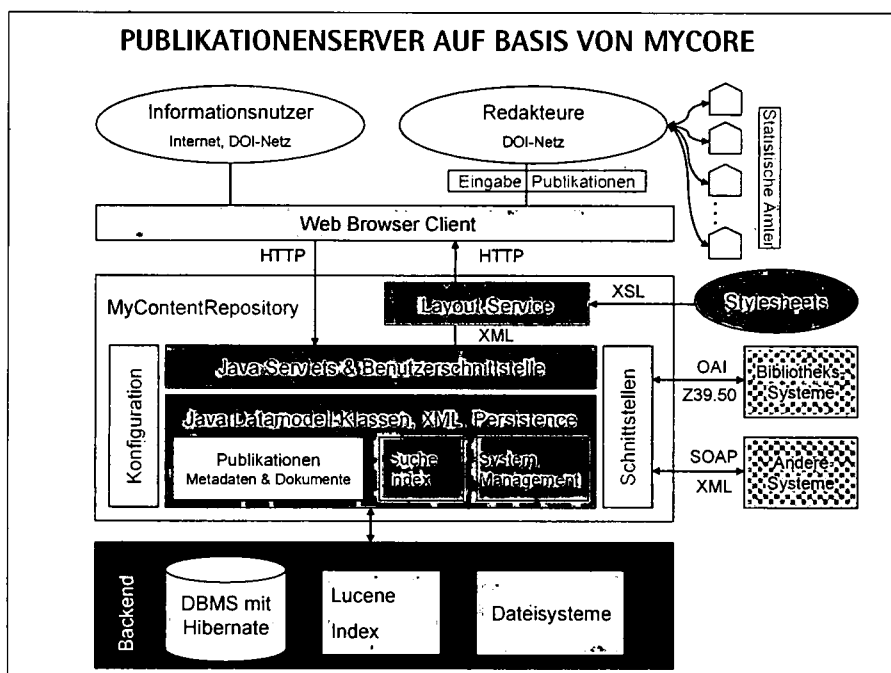 PUBLIKATIONENSERVER AUF BASIS VON MYCORE
Informationsnutzer
Internet, DOI-Netz
Redakteure
DOI-Netz
Statistische Ämter
Eingabe Publikationen
Web Browser Client
HTTP
HTTP
MyContentRepository
Layout Service
XSL
Stylesheets
XML
Konfiguration
Java Servlets & Benutzerschnittstelle
Java Datamodell-Klassen, XML, Persistence
Publikationen
Metadaten & Dokumente
Suche
Index
System
Management
Schnittstellen
OAI
Z39.50
Bibliotheks-
Systeme
SOAP
XML
Andere
Systeme
Backend
DBMS mit
Hibernate
Lucene
Index
Dateisysteme